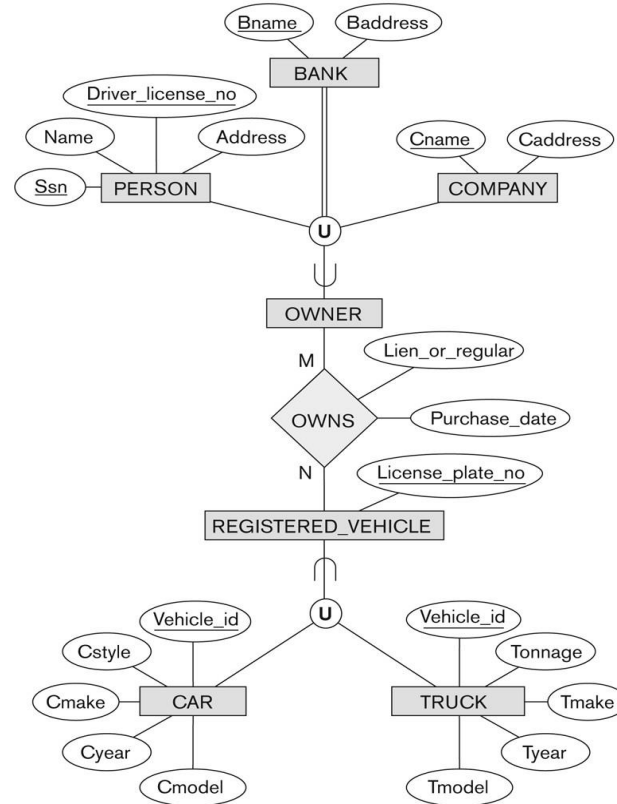 Bname
Baddress
BANK
Driver_license_no
Name
Address
Cname
Caddress
Ssn
PERSON
COMPANY
U
OWNER
M
Lien_or_regular
OWNS
Purchase_date
N
License_plate_no
REGISTERED_VEHICLE
U
Vehicle_id
Vehicle_id
Cstyle
Tonnage
Cmake
CAR
TRUCK
Tmake
Cyear
Tyear
Cmodel
Tmodel